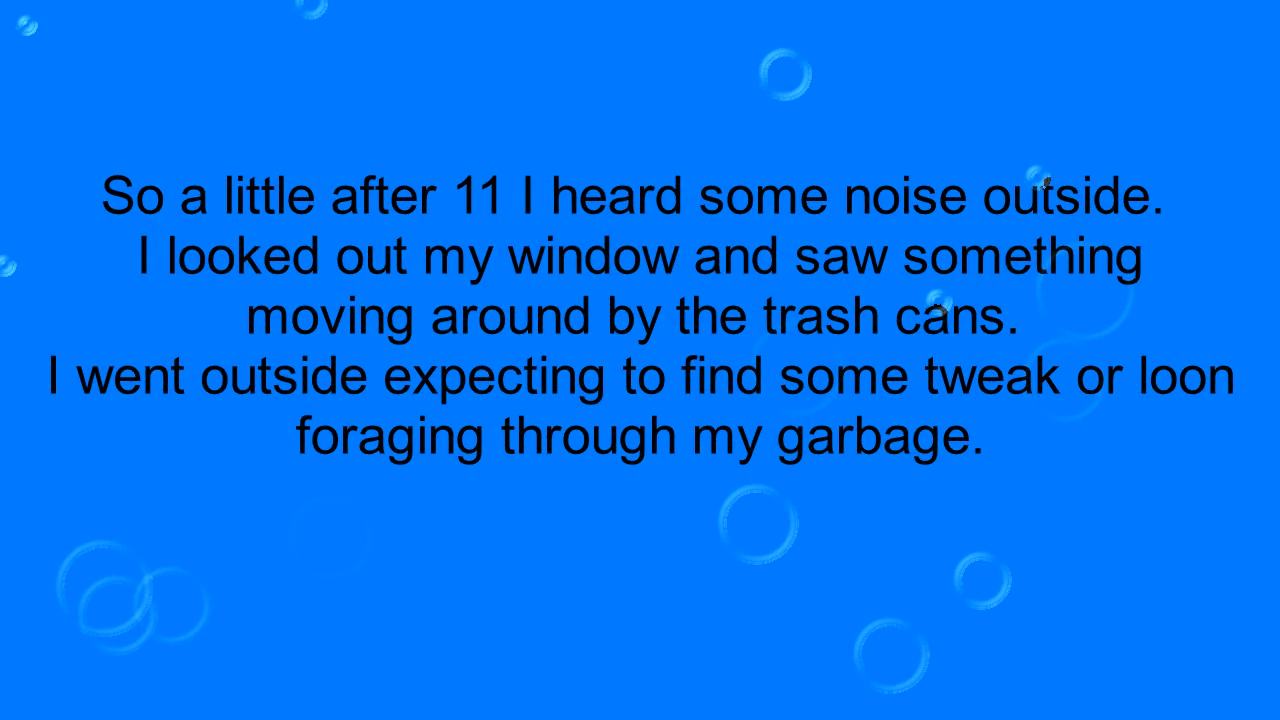 So a little after 11 I heard some noise outside.
I looked out my window and saw something
moving around by the trash cans.
I went outside expecting to find some tweak or loon
foraging through my garbage.